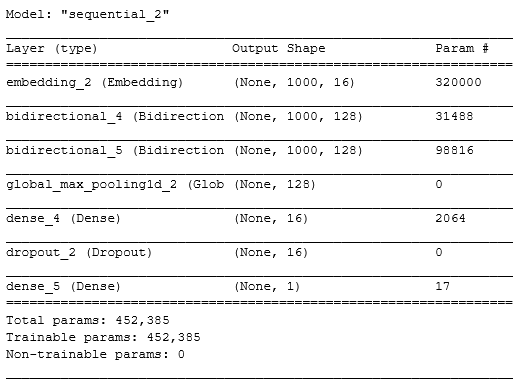 Model: "sequential_2"
Layer (type) Output Shape Param #
embedding_2 (Embedding) (None, 1000, 16) 320000
bidirectional_4 (Bidirection (None, 1000, 128) 31488
bidirectional_5 (Bidirection (None, 1000, 128) 98816
global_max_pooling1d_2 (Glob (None, 128) 0
dense_4 (Dense) (None, 16) 2064
dropout_2 (Dropout) (None, 16) 0
dense_5 (Dense) (None, 1) 17
Total params: 452,385
Trainable params: 452,385
Non-trainable params: 0